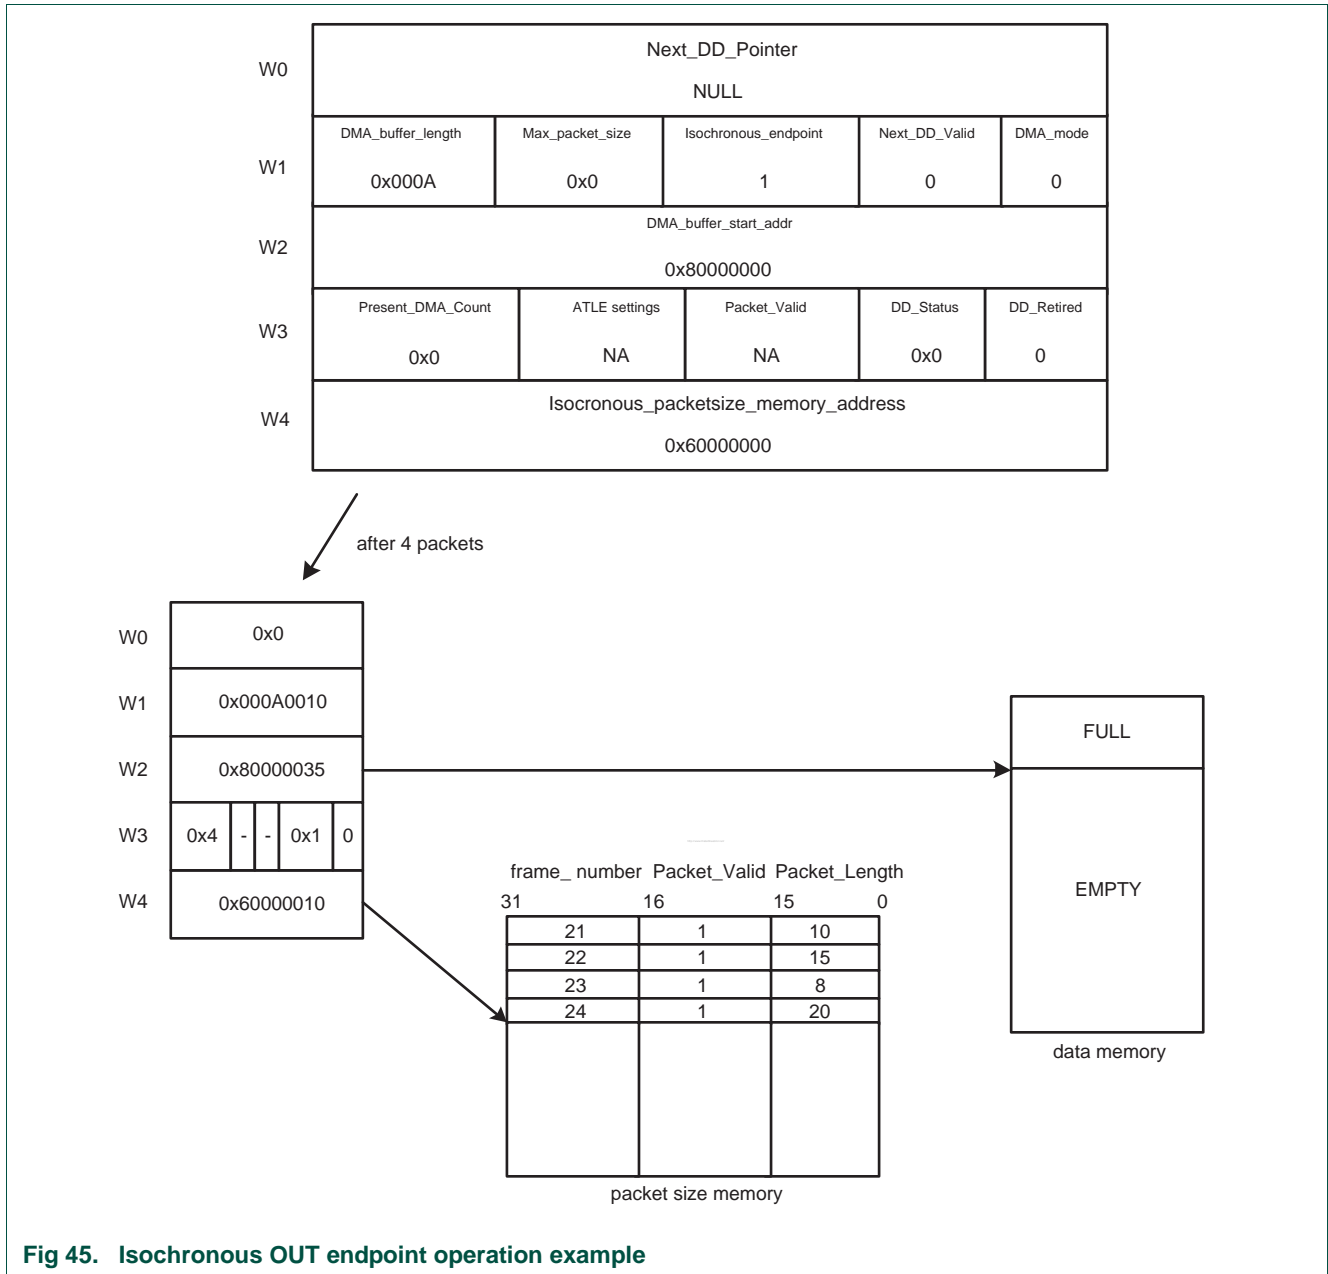 Next_DD_Pointer
W0
NULL
DMA_buffer_length Max_packet_size Isochronous_endpoint Next_DD_Valid DMA_mode
W1
0x000A 0x0 1 0 0
DMA_buffer_start_addr
W2
0x80000000
Present_DMA_Count ATLE settings Packet_Valid DD_Status DD_Retired
W3
0x0 NA NA 0x0 0
Isocronous_packetsize_memory_address
W4
0x60000000
after 4 packets
W0 0x0
W1 0x000A0010
W2 0x80000035
W3 0x4 - - 0x1 0
W4 0x60000010
FULL
EMPTY
data memory
frame_ number Packet_Valid Packet_Length
31 16 15 0
21 1 10
22 1 15
23 1 8
24 1 20
packet size memory
Fig 45. Isochronous OUT endpoint operation example